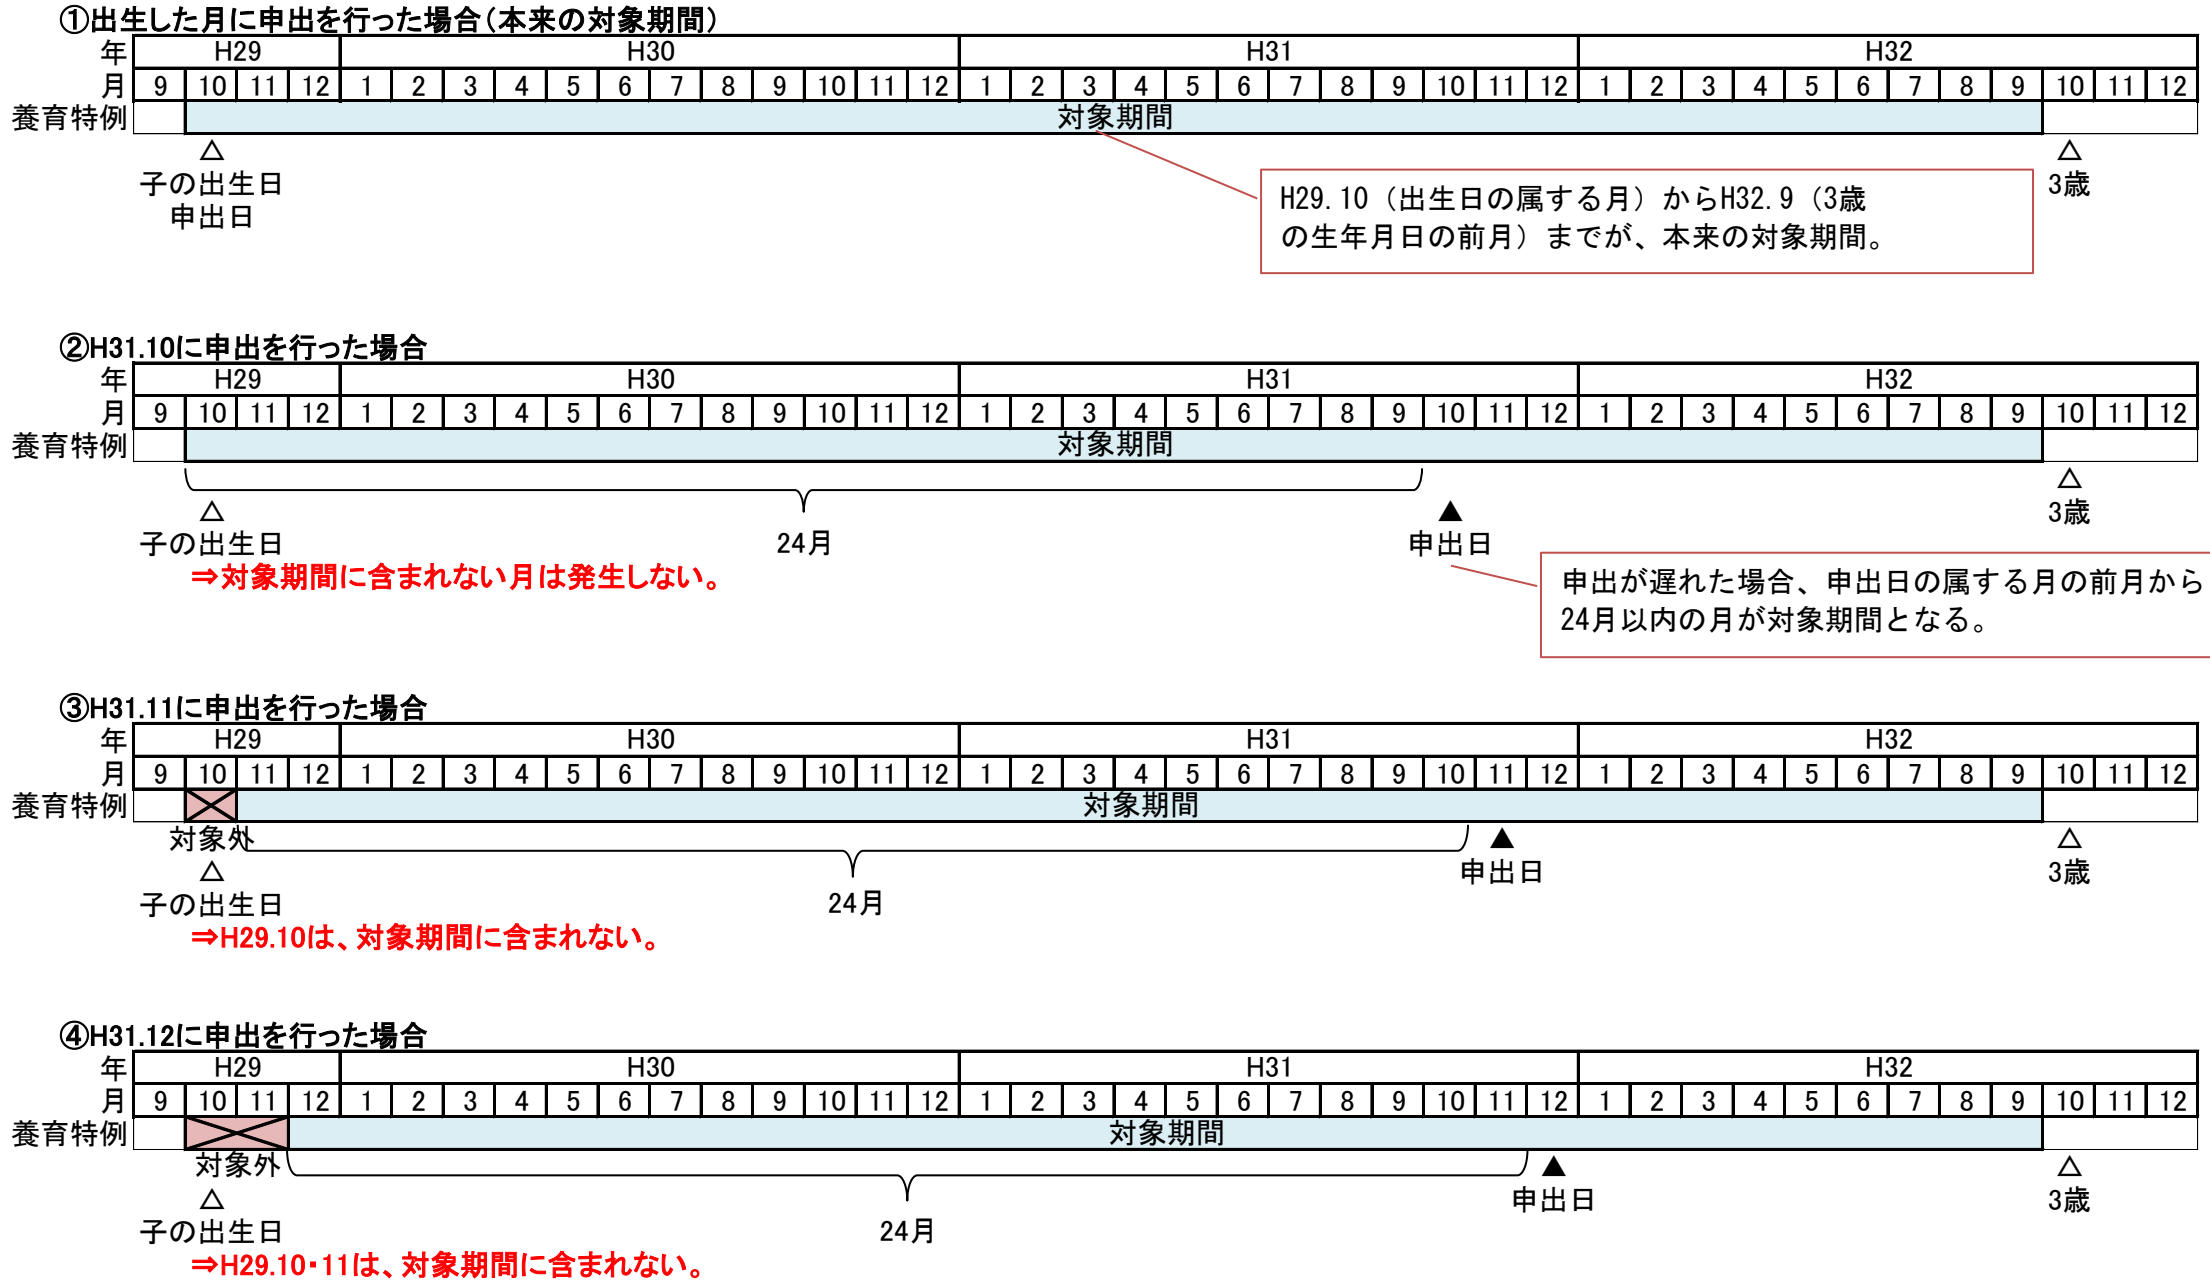 ①出生した月に申出を行った場合(本来の対象期間)
年 H29 H30 H31 H32
月 9 10 11 12 1 2 3 4 5 6 7 8 9 10 11 12 1 2 3 4 5 6 7 8 9 10 11 12 1 2 3 4 5 6 7 8 9 10 11 12
養育特例 対象期間
△ △
子の出生日 3歳
申出日
H29.10（出生日の属する月）からH32.9（3歳
の生年月日の前月）までが、本来の対象期間。
②H31.10に申出を行った場合
年 H29 H30 H31 H32
月 9 10 11 12 1 2 3 4 5 6 7 8 9 10 11 12 1 2 3 4 5 6 7 8 9 10 11 12 1 2 3 4 5 6 7 8 9 10 11 12
養育特例 対象期間
△ ▲ △
子の出生日 24月 申出日 3歳
⇒対象期間に含まれない月は発生しない。
申出が遅れた場合、申出日の属する月の前月から
24月以内の月が対象期間となる。
③H31.11に申出を行った場合
年 H29 H30 H31 H32
月 9 10 11 12 1 2 3 4 5 6 7 8 9 10 11 12 1 2 3 4 5 6 7 8 9 10 11 12 1 2 3 4 5 6 7 8 9 10 11 12
養育特例 対象期間
対象外 ▲ △
△ 申出日 3歳
子の出生日 24月
⇒H29.10は、対象期間に含まれない。
④H31.12に申出を行った場合
年 H29 H30 H31 H32
月 9 10 11 12 1 2 3 4 5 6 7 8 9 10 11 12 1 2 3 4 5 6 7 8 9 10 11 12 1 2 3 4 5 6 7 8 9 10 11 12
養育特例 対象期間
対象外 ▲ △
△ 申出日 3歳
子の出生日 24月
⇒H29.10・11は、対象期間に含まれない。